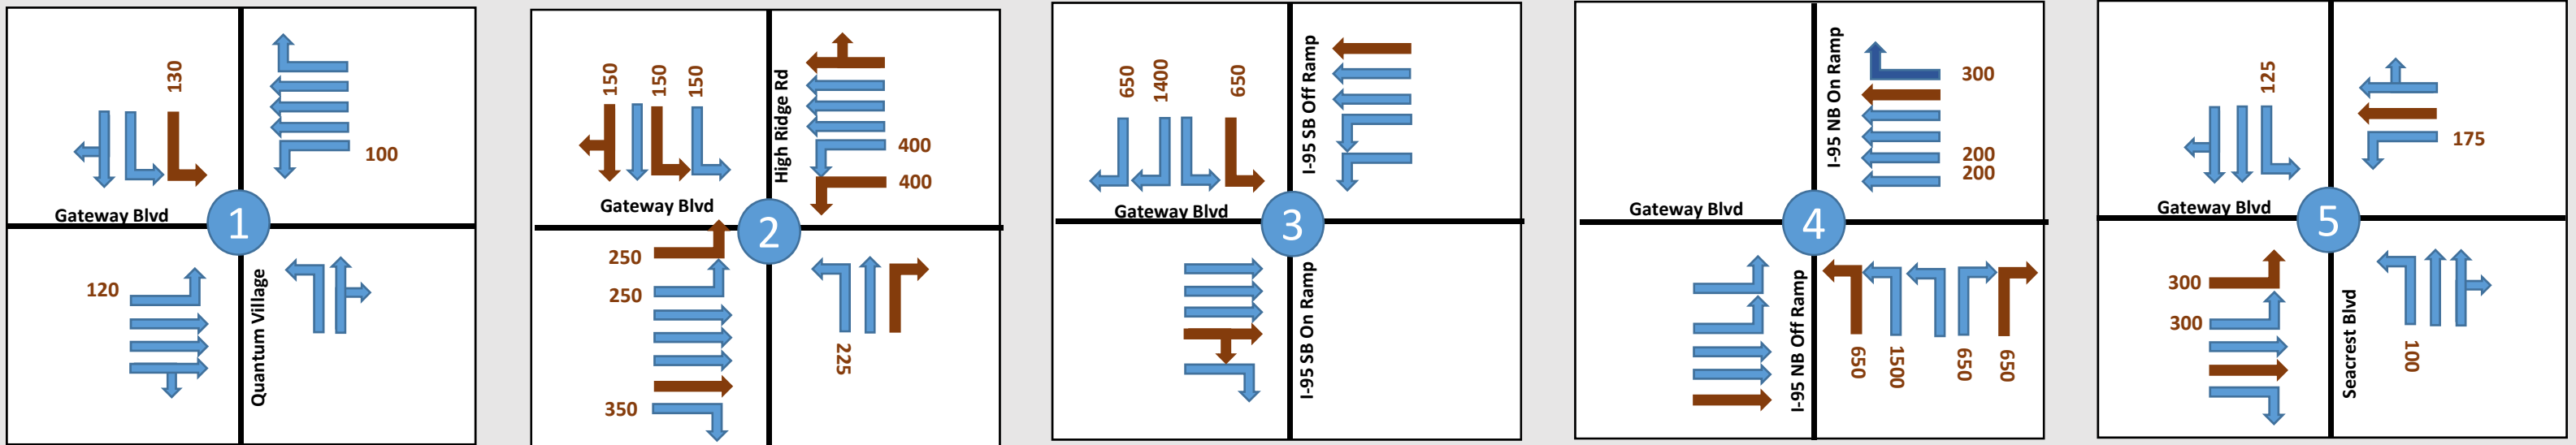 130
100
Gateway Blvd
1
120
Quantum Village
150
150
150
High Ridge Rd
400
400
Gateway Blvd
2
250
250
350
225
650
1400
650
I-95 SB Off Ramp
Gateway Blvd
3
I-95 SB On Ramp
I-95 NB On Ramp
300
200
200
Gateway Blvd
4
I-95 NB Off Ramp
650
1500
650
650
125
175
Gateway Blvd
5
300
300
Seacrest Blvd
100